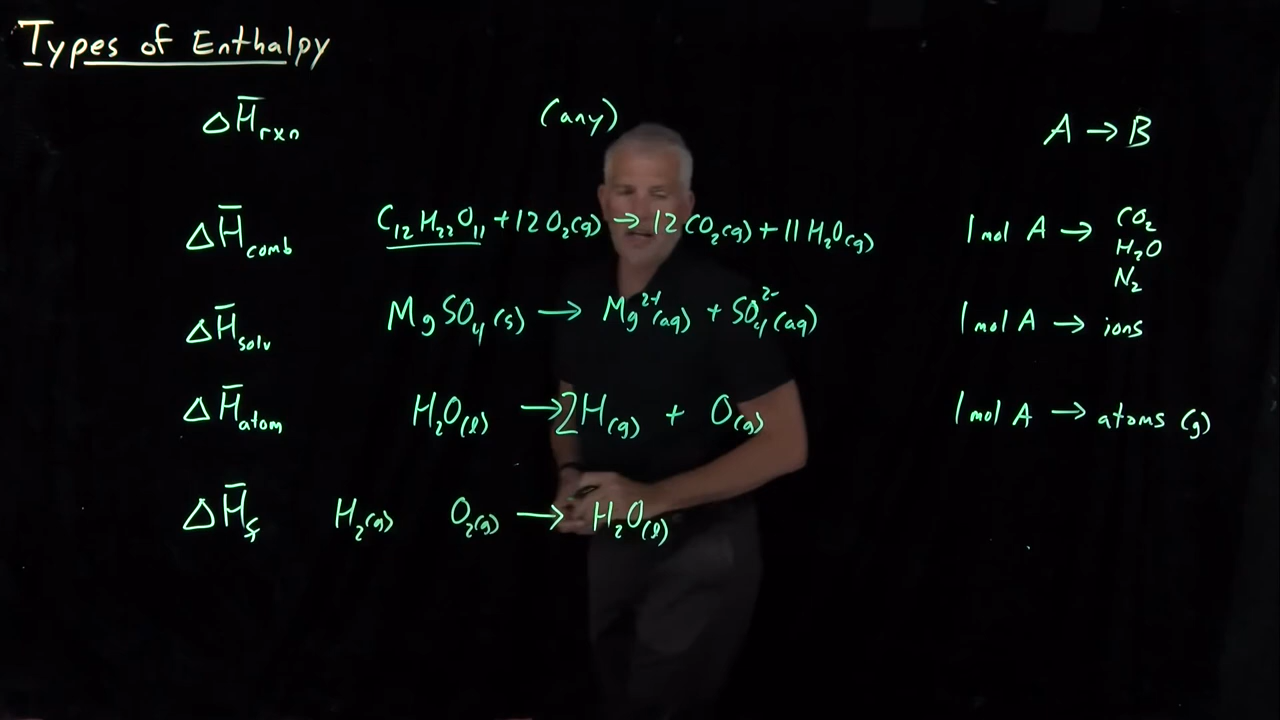 Types of Enthalpy
ΔH̅rxn (any) A → B
ΔH̅comb C₁₂H₂₂O₁₁ + 12 O₂(g) → 12 CO₂(g) + 11 H₂O(g) 1 mol A → CO₂
H₂O
N₂
ΔH̅solv MgSO₄(s) → Mg²⁺(aq) + SO₄²⁻(aq) 1 mol A → ions
ΔH̅atom H₂O(l) → 2H(g) + O(g) 1 mol A → atoms (g)
ΔH̅f H₂(g) O₂(g) → H₂O(l)